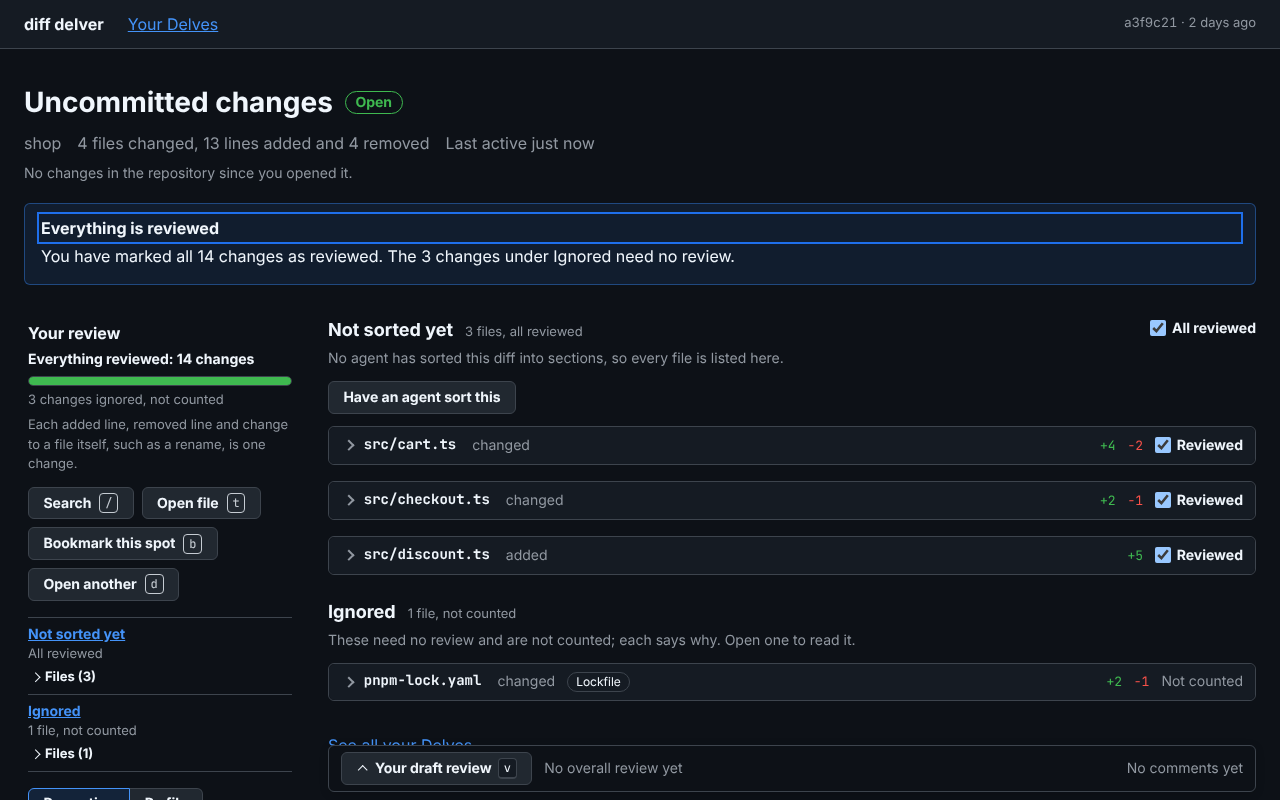 diff delver Your Delves a3f9c21 · 2 days ago
Uncommitted changes Open
shop 4 files changed, 13 lines added and 4 removed Last active just now
No changes in the repository since you opened it.
Everything is reviewed
You have marked all 14 changes as reviewed. The 3 changes under Ignored need no review.
Your review
Everything reviewed: 14 changes
3 changes ignored, not counted
Each added line, removed line and change
to a file itself, such as a rename, is one
change.
Search /
Open file t
Bookmark this spot b
Open another d
Not sorted yet
All reviewed
Files (3)
Ignored
1 file, not counted
Files (1)
Not sorted yet 3 files, all reviewed All reviewed
No agent has sorted this diff into sections, so every file is listed here.
Have an agent sort this
src/cart.ts changed +4 -2 Reviewed
src/checkout.ts changed +2 -1 Reviewed
src/discount.ts added +5 Reviewed
Ignored 1 file, not counted
These need no review and are not counted; each says why. Open one to read it.
pnpm-lock.yaml changed Lockfile +2 -1 Not counted
See all your Delves
Your draft review v No overall review yet No comments yet